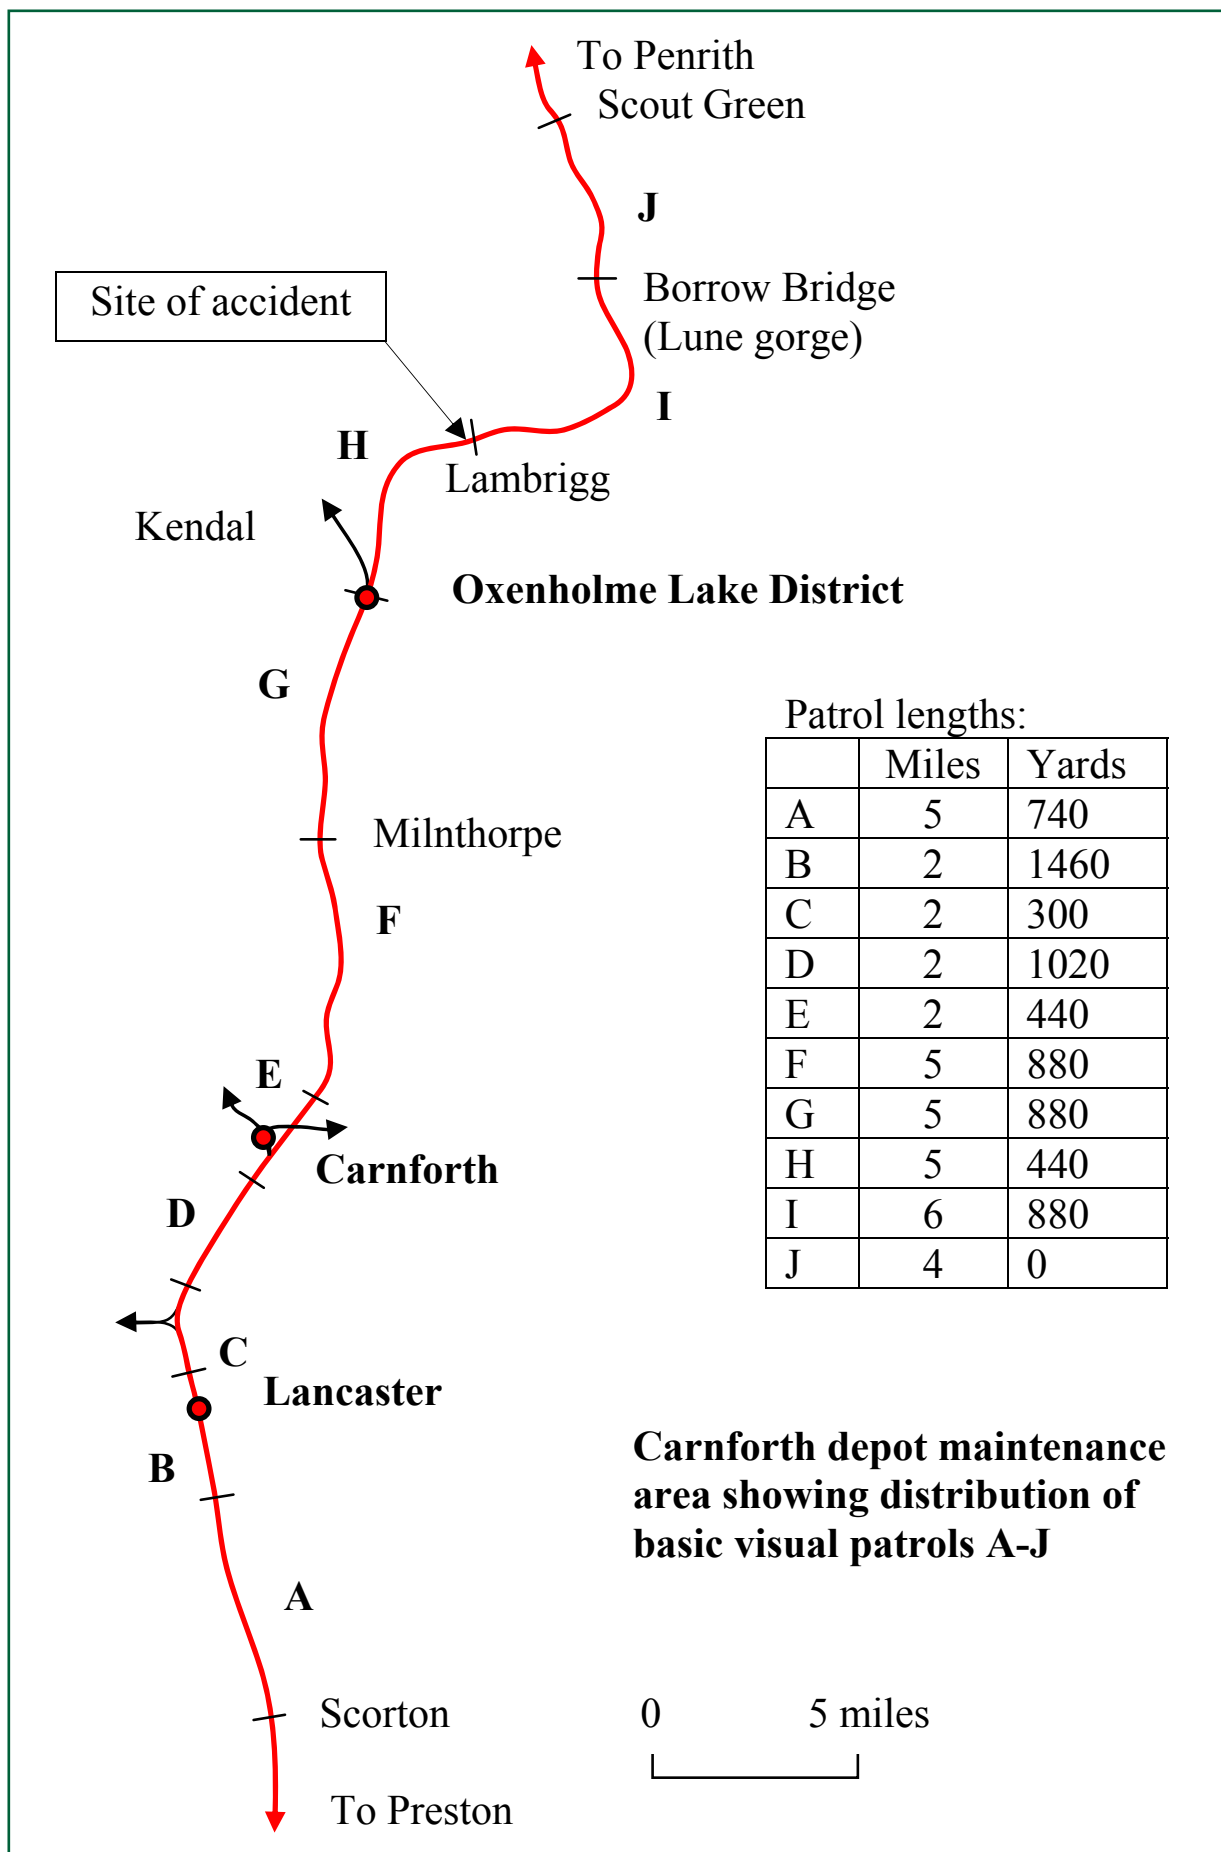 To Penrith
Scout Green
J
Borrow Bridge
(Lune gorge)
Site of accident
I
H
Lambrigg
Kendal
Oxenholme Lake District
G
Milnthorpe
F
E
Carnforth
D
C
Lancaster
B
A
Scorton
To Preston
Patrol lengths:
Miles Yards
A 5 740
B 2 1460
C 2 300
D 2 1020
E 2 440
F 5 880
G 5 880
H 5 440
I 6 880
J 4 0
Carnforth depot maintenance
area showing distribution of
basic visual patrols A-J
0 5 miles